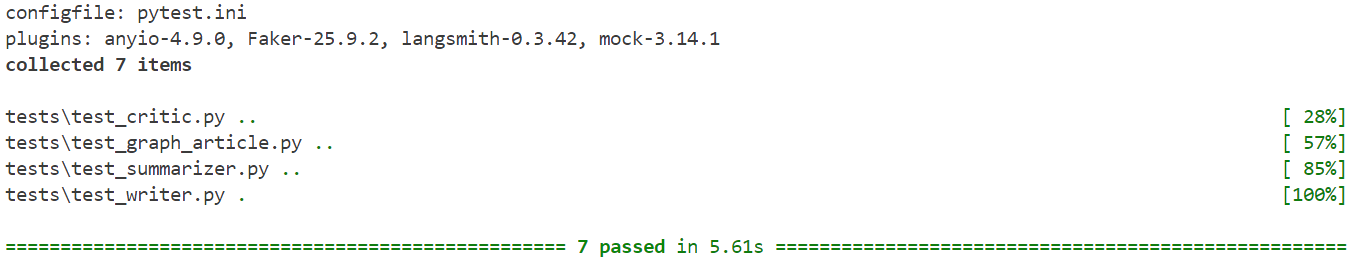 configfile: pytest.ini
plugins: anyio-4.9.0, Faker-25.9.2, langsmith-0.3.42, mock-3.14.1
collected 7 items
tests\test_critic.py .. [ 28%]
tests\test_graph_article.py .. [ 57%]
tests\test_summarizer.py .. [ 85%]
tests\test_writer.py . [100%]
==================================================== 7 passed in 5.61s =====================================================